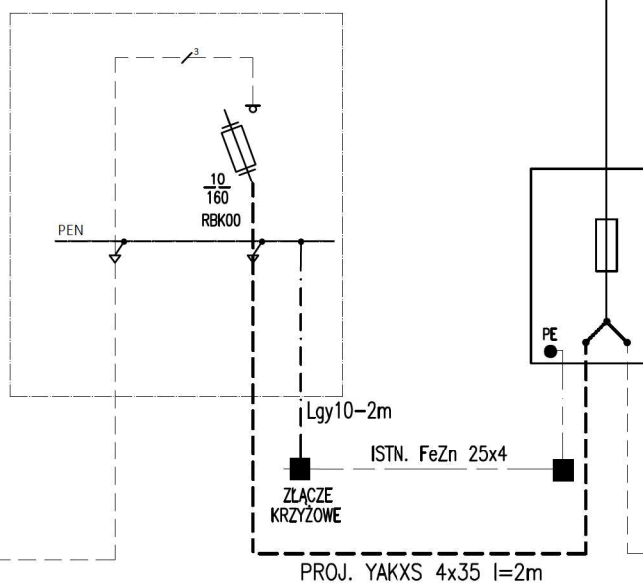 3
10
160
RBK00
PEN
PE
Lgy10-2m
ISTN. FeZn 25x4
ZŁĄCZE
KRZYŻOWE
PROJ. YAKXS 4x35 l=2m